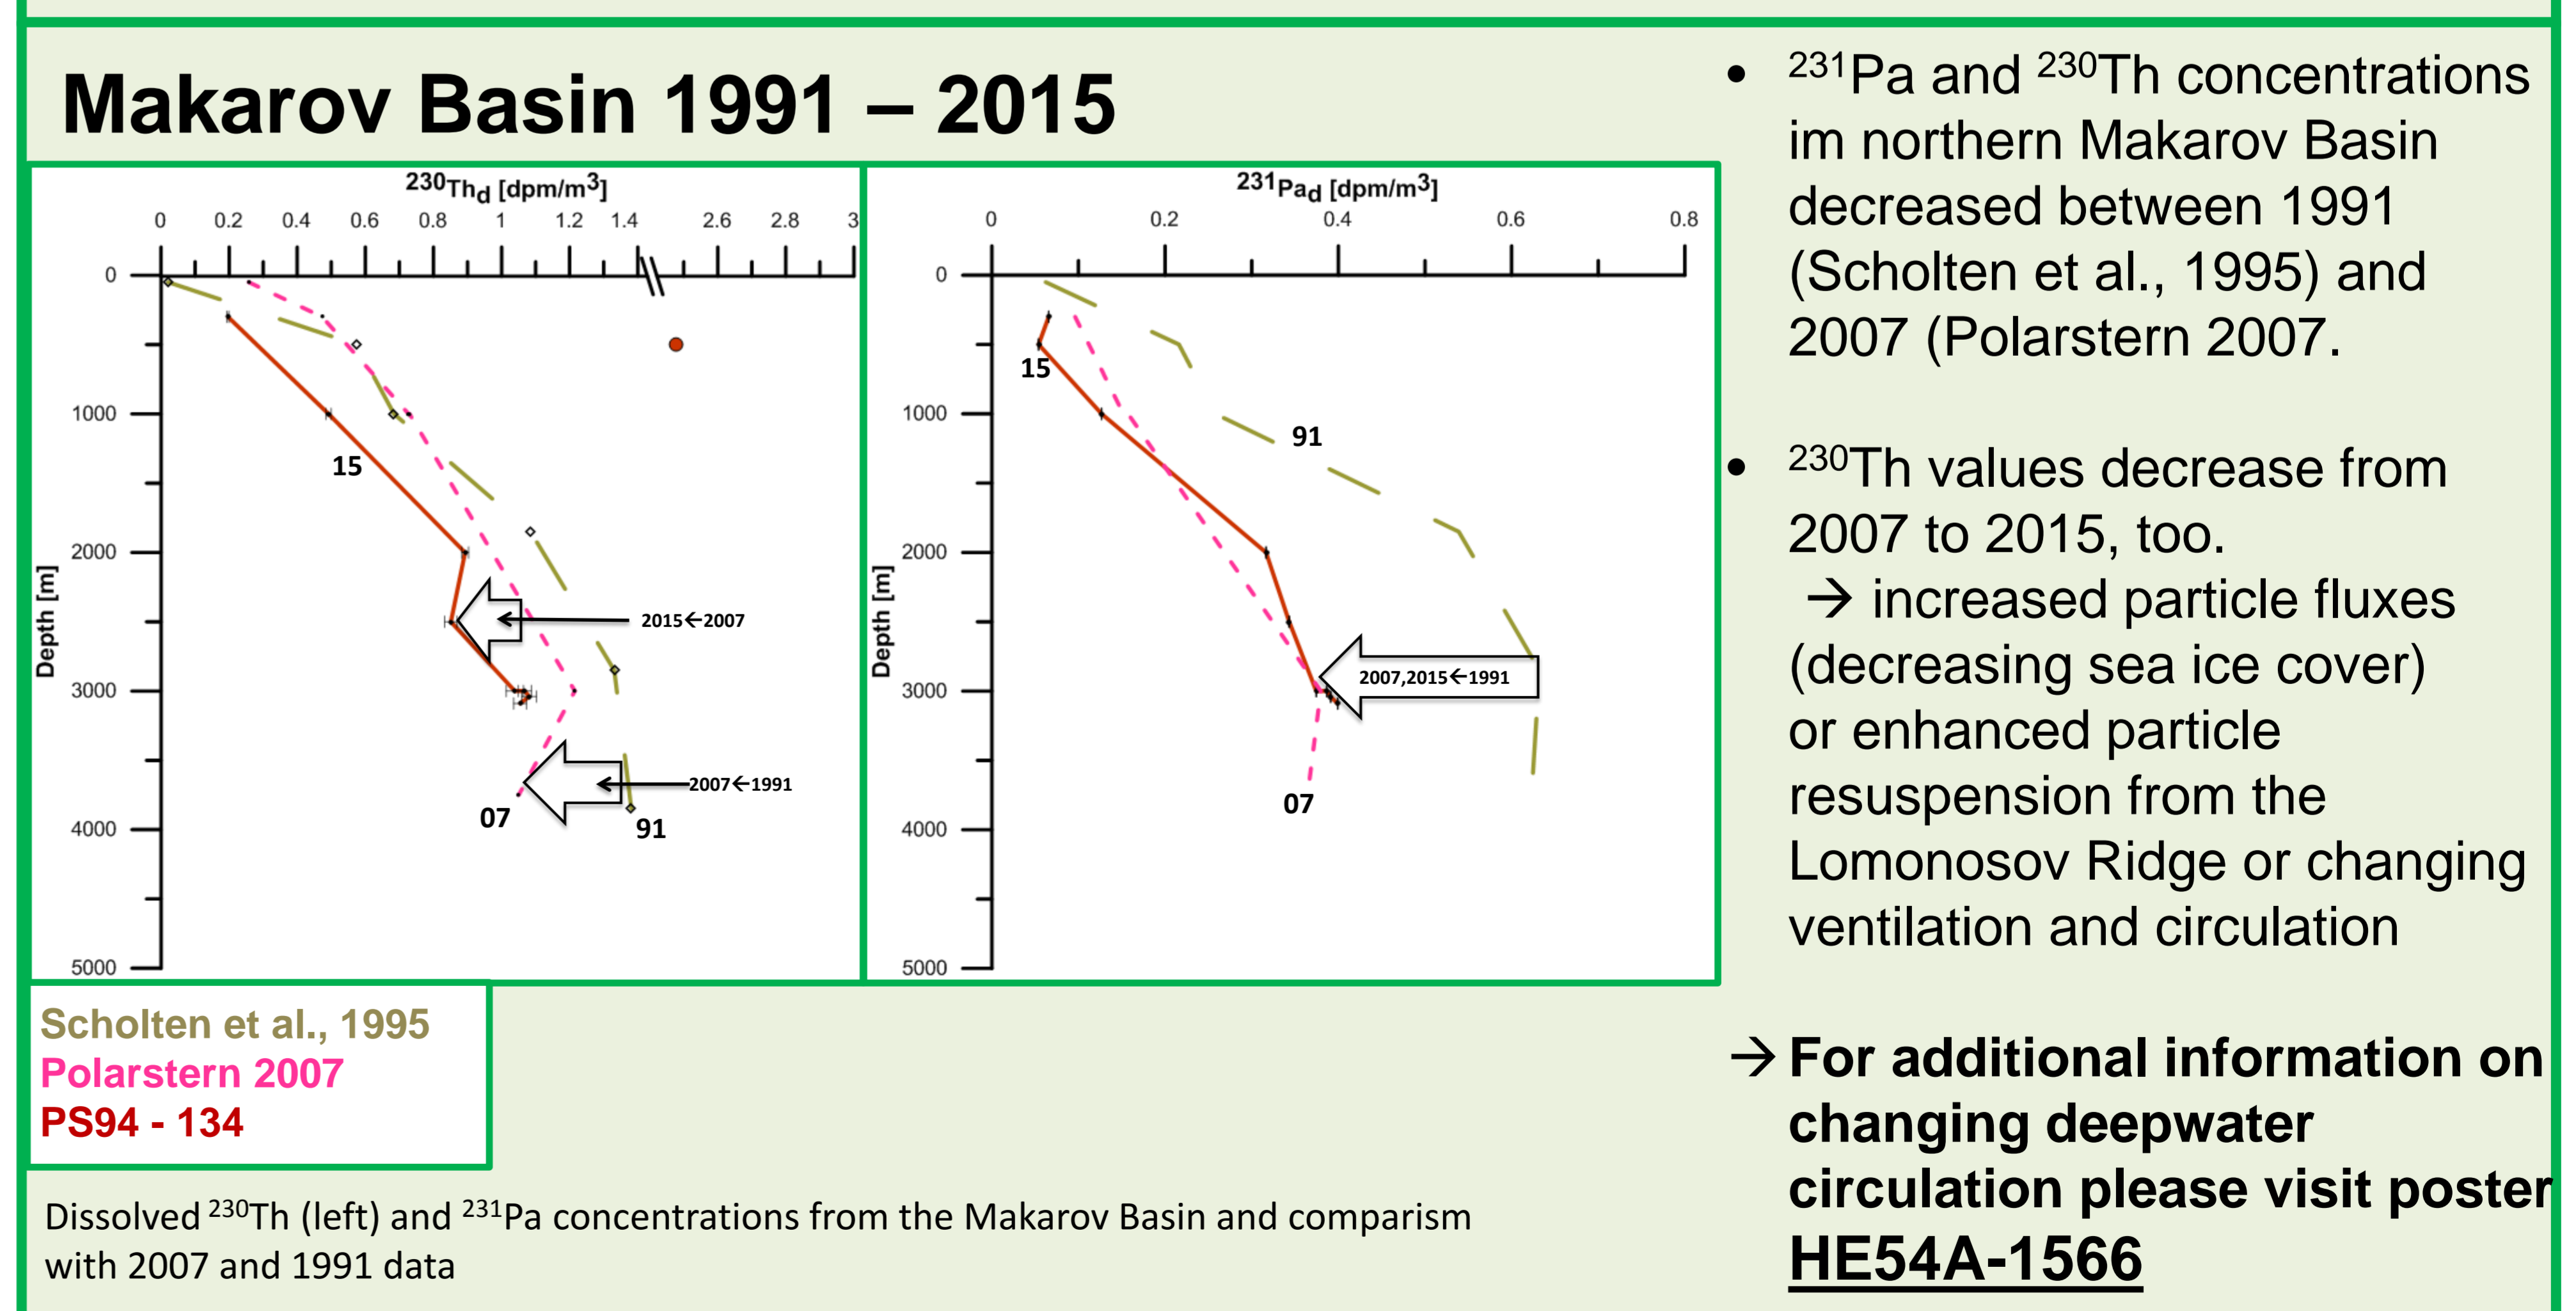 Makarov Basin 1991 – 2015
²³⁰Thd [dpm/m³]
0 0.2 0.4 0.6 0.8 1 1.2 1.4 2.6 2.8 3
0
1000
2000
3000
4000
5000
Depth [m]
15
2015←2007
2007←1991
07
91
²³¹Pad [dpm/m³]
0 0.2 0.4 0.6 0.8
0
1000
2000
3000
4000
5000
Depth [m]
15
91
2007,2015←1991
07
Scholten et al., 1995
Polarstern 2007
PS94 - 134
Dissolved ²³⁰Th (left) and ²³¹Pa concentrations from the Makarov Basin and comparism
with 2007 and 1991 data
• ²³¹Pa and ²³⁰Th concentrations
im northern Makarov Basin
decreased between 1991
(Scholten et al., 1995) and
2007 (Polarstern 2007.
• ²³⁰Th values decrease from
2007 to 2015, too.
→ increased particle fluxes
(decreasing sea ice cover)
or enhanced particle
resuspension from the
Lomonosov Ridge or changing
ventilation and circulation
→ For additional information on
changing deepwater
circulation please visit poster
HE54A-1566